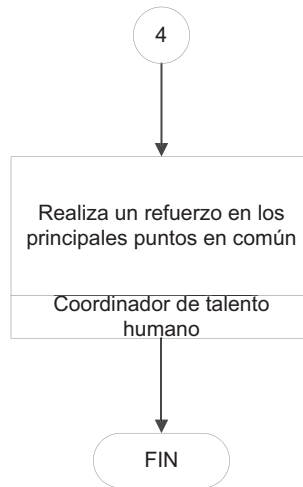 4
Realiza un refuerzo en los
principales puntos en común
Coordinador de talento
humano
FIN